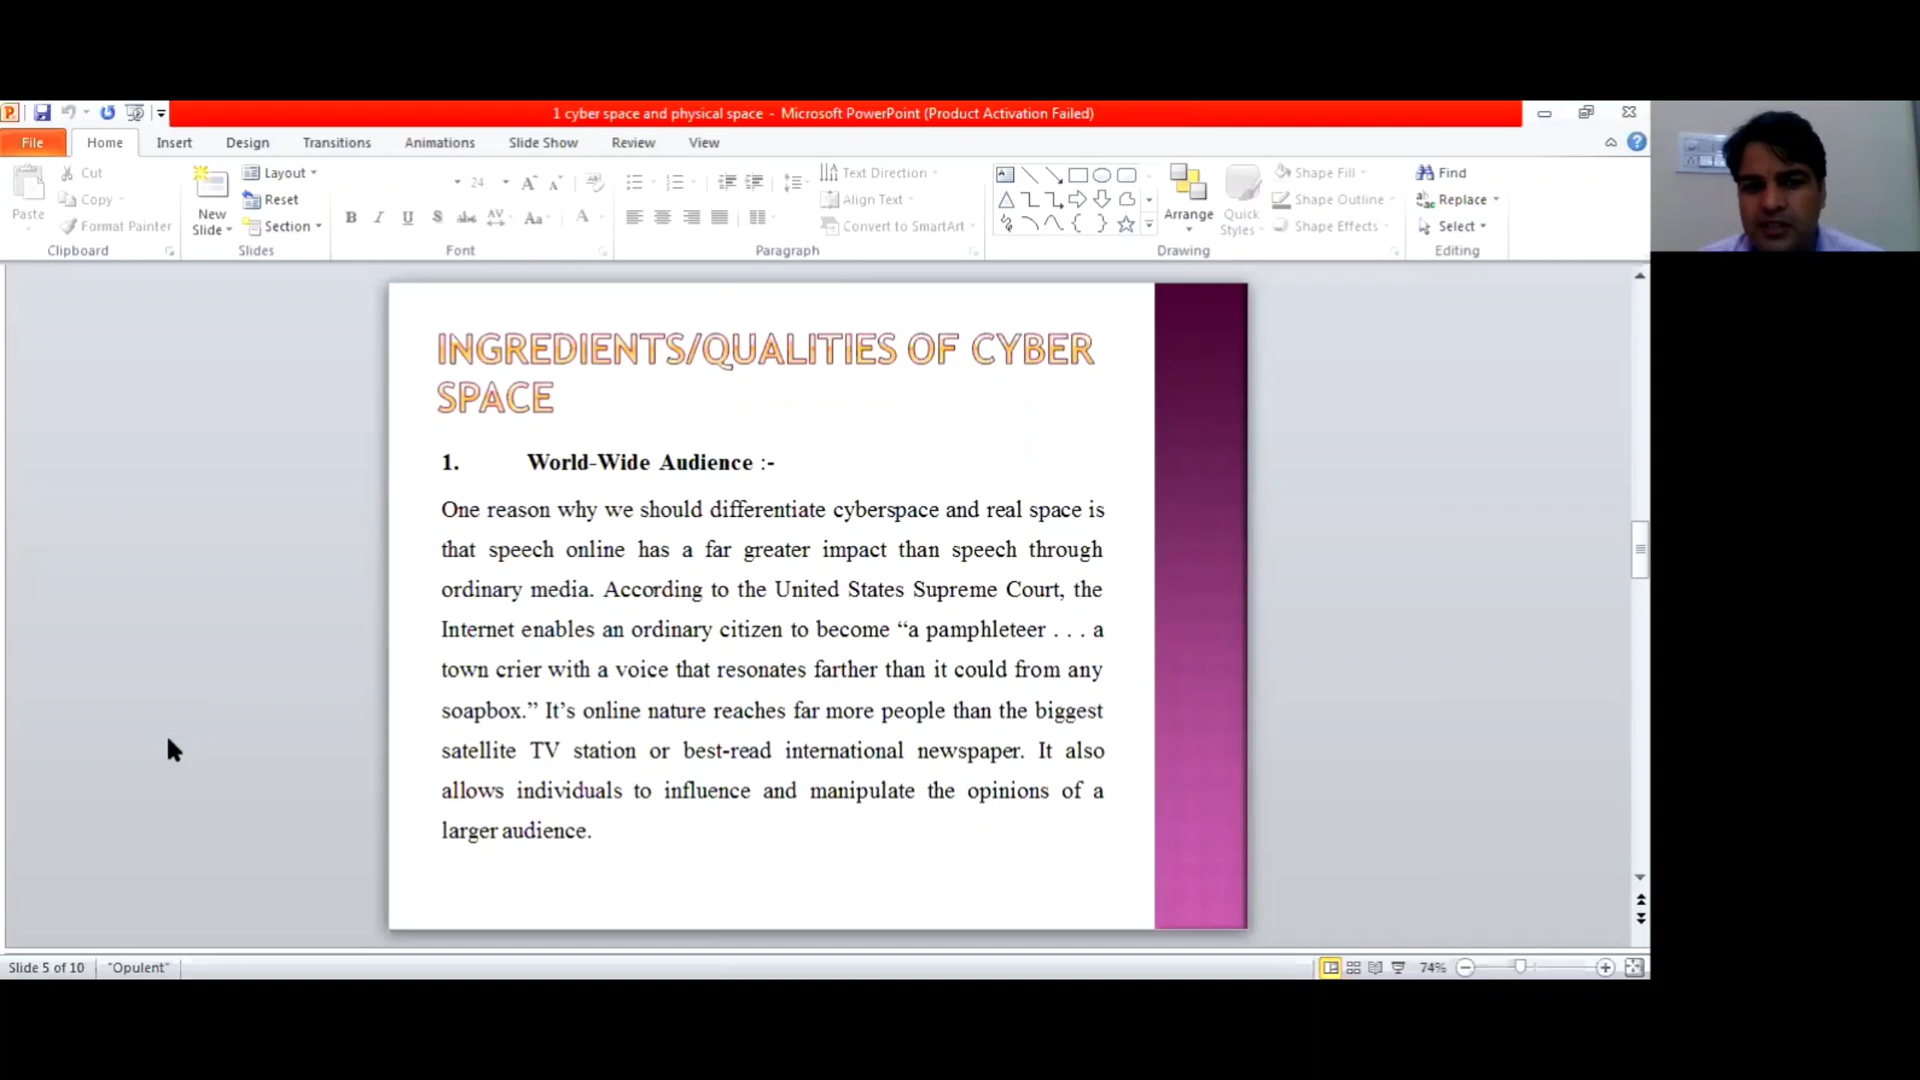 1 cyber space and physical space - Microsoft PowerPoint (Product Activation Failed)
File Home Insert Design Transitions Animations Slide Show Review View
Paste
Cut
Copy
Format Painter
Clipboard
New Slide
Layout
Reset
Section
Slides
24
Font
Text Direction
Align Text
Convert to SmartArt
Paragraph
Arrange
Quick Styles
Shape Fill
Shape Outline
Shape Effects
Drawing
Find
Replace
Select
Editing
INGREDIENTS/QUALITIES OF CYBER
SPACE
1. World-Wide Audience :-
One reason why we should differentiate cyberspace and real space is
that speech online has a far greater impact than speech through
ordinary media. According to the United States Supreme Court, the
Internet enables an ordinary citizen to become “a pamphleteer . . . a
town crier with a voice that resonates farther than it could from any
soapbox.” It’s online nature reaches far more people than the biggest
satellite TV station or best-read international newspaper. It also
allows individuals to influence and manipulate the opinions of a
larger audience.
Slide 5 of 10 "Opulent" 74%